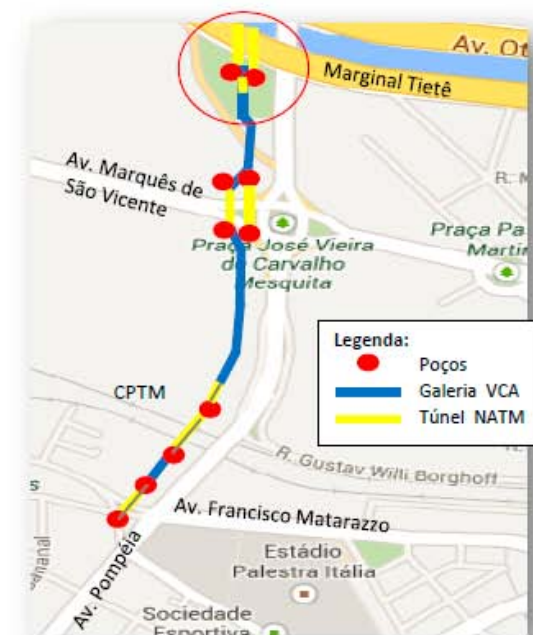 Av. Ot
Marginal Tietê
Av. Marquês de
São Vicente
R. M
Praça José Vieira
de Carvalho
Mesquita
Praça Pa
Martin
Legenda:
Poços
Galeria VCA
Túnel NATM
CPTM
R. Gustav Willi Borghoff
s
Av. Francisco Matarazzo
Av. Pompéia
Estádio
Palestra Itália
Sociedade
Esportiva